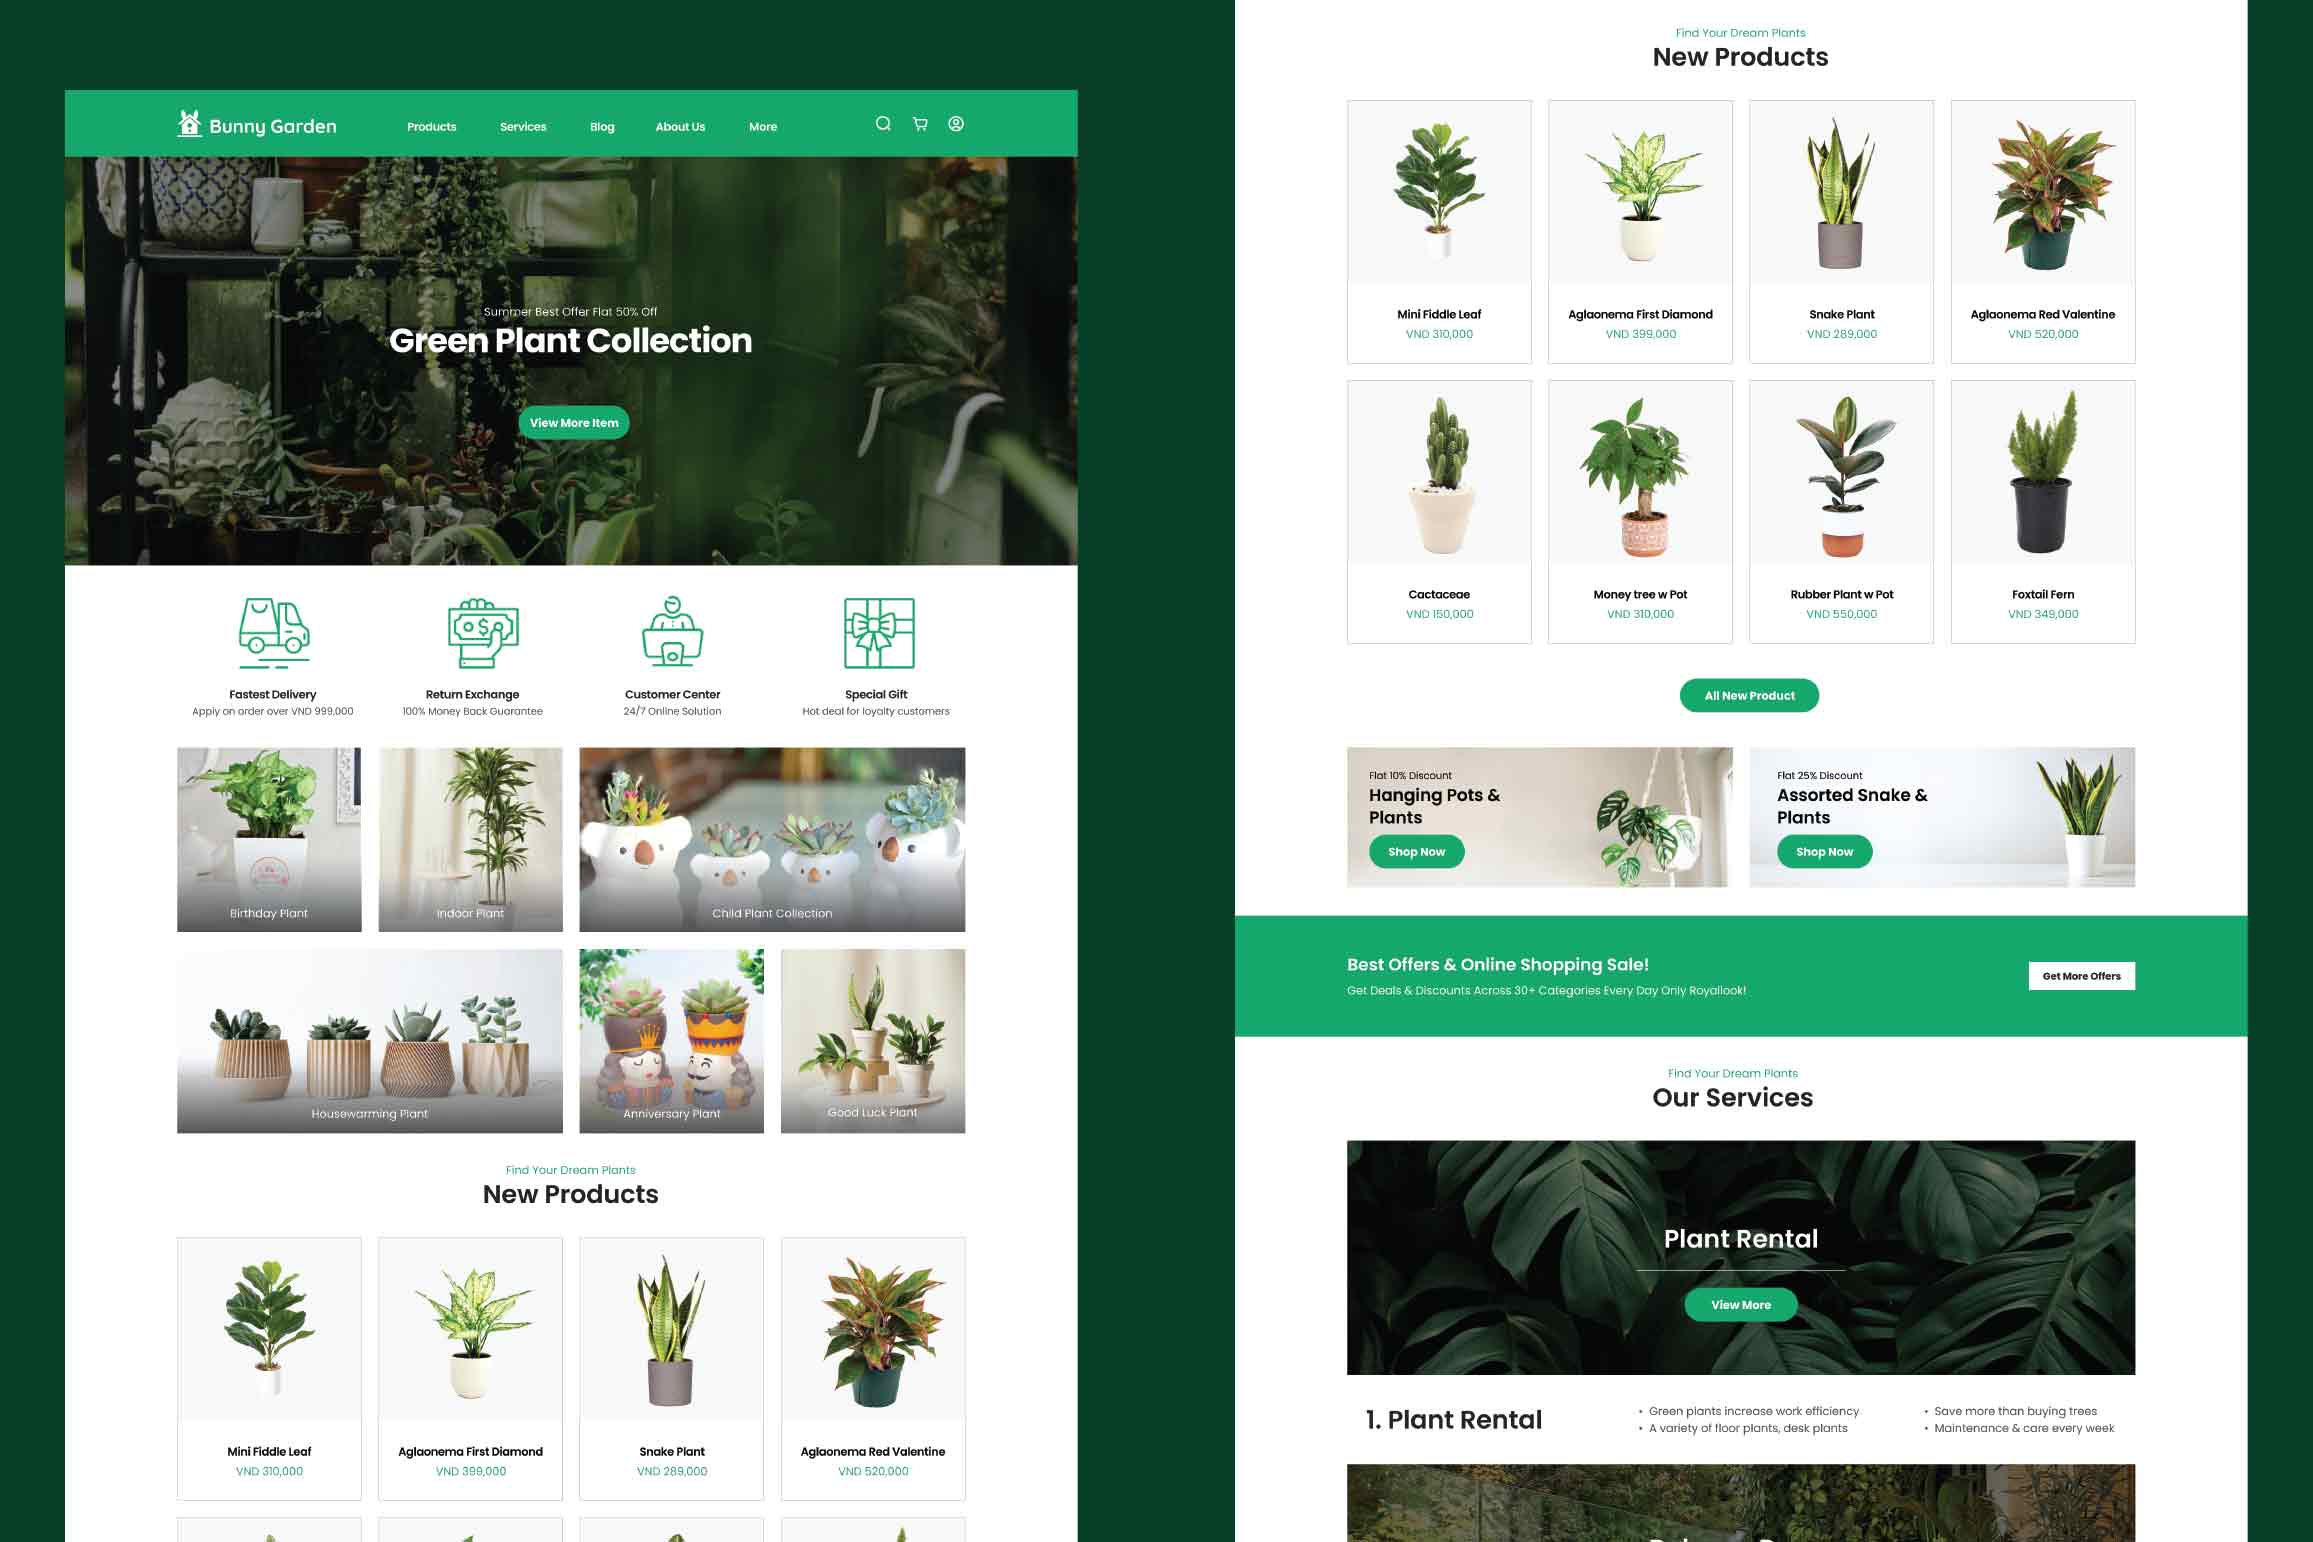 Bunny Garden
Products Services Blog About Us More
Summer Best Offer Flat 50% Off
Green Plant Collection
View More Item
Fastest Delivery
Apply on order over VND 999,000
Return Exchange
100% Money Back Guarantee
Customer Center
24/7 Online Solution
Special Gift
Hot deal for loyalty customers
Birthday Plant
Indoor Plant
Child Plant Collection
Housewarming Plant
Anniversary Plant
Good Luck Plant
Find Your Dream Plants
New Products
Mini Fiddle Leaf
VND 310,000
Aglaonema First Diamond
VND 399,000
Snake Plant
VND 289,000
Aglaonema Red Valentine
VND 520,000
Find Your Dream Plants
New Products
Mini Fiddle Leaf
VND 310,000
Aglaonema First Diamond
VND 399,000
Snake Plant
VND 289,000
Aglaonema Red Valentine
VND 520,000
Cactaceae
VND 150,000
Money tree w Pot
VND 310,000
Rubber Plant w Pot
VND 550,000
Foxtail Fern
VND 349,000
All New Product
Flat 10% Discount
Hanging Pots &
Plants
Shop Now
Flat 25% Discount
Assorted Snake &
Plants
Shop Now
Best Offers & Online Shopping Sale!
Get Deals & Discounts Across 30+ Categories Every Day Only Royallook!
Get More Offers
Find Your Dream Plants
Our Services
Plant Rental
View More
1. Plant Rental
• Green plants increase work efficiency
• A variety of floor plants, desk plants
• Save more than buying trees
• Maintenance & care every week